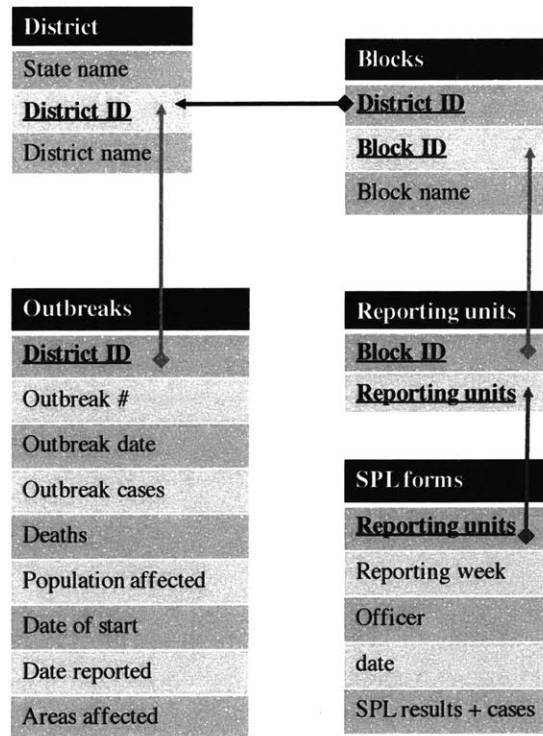 District
State name
District ID
District name
Blocks
District ID
Block ID
Block name
Outbreaks
District ID
Outbreak #
Outbreak date
Outbreak cases
Deaths
Population affected
Date of start
Date reported
Areas affected
Reporting units
Block ID
Reporting units
SPL forms
Reporting units
Reporting week
Officer
date
SPL results + cases